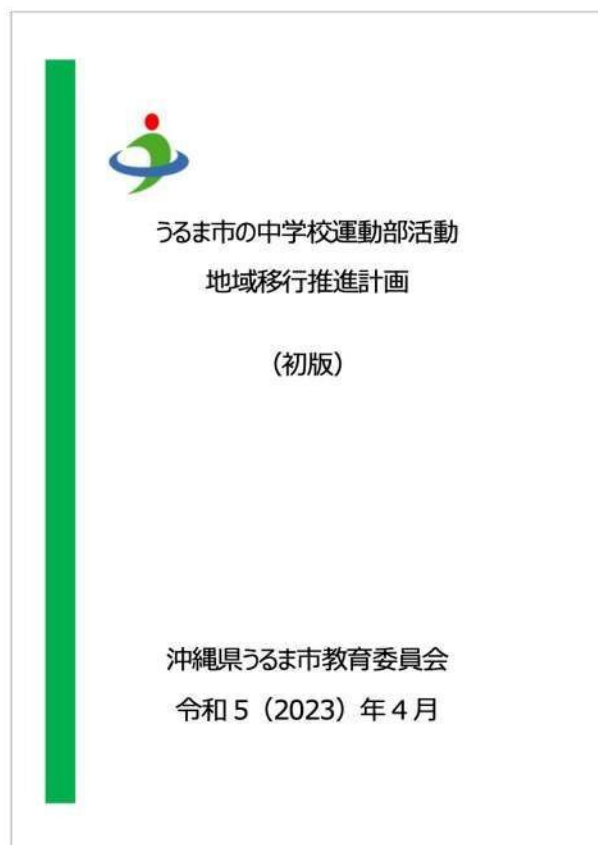 うるま市の中学校運動部活動
地域移行推進計画
（初版）
沖縄県うるま市教育委員会
令和５（2023）年４月